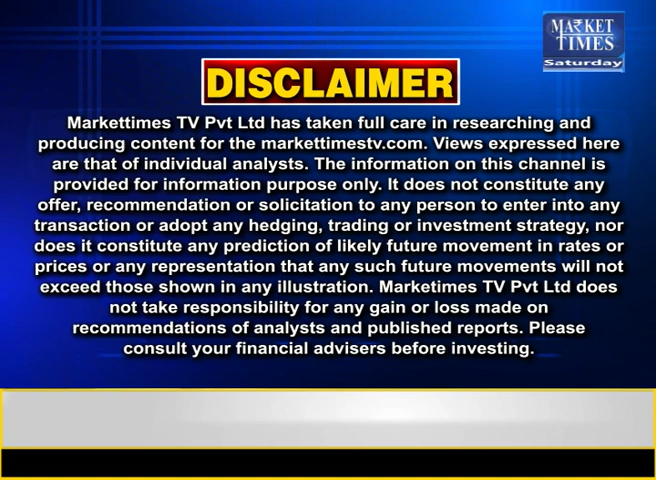 MARKET
TIMES
Saturday
DISCLAIMER
Markettimes TV Pvt Ltd has taken full care in researching and
producing content for the markettimestv.com. Views expressed here
are that of individual analysts. The information on this channel is
provided for information purpose only. It does not constitute any
offer, recommendation or solicitation to any person to enter into any
transaction or adopt any hedging, trading or investment strategy, nor
does it constitute any prediction of likely future movement in rates or
prices or any representation that any such future movements will not
exceed those shown in any illustration. Marketimes TV Pvt Ltd does
not take responsibility for any gain or loss made on
recommendations of analysts and published reports. Please
consult your financial advisers before investing.